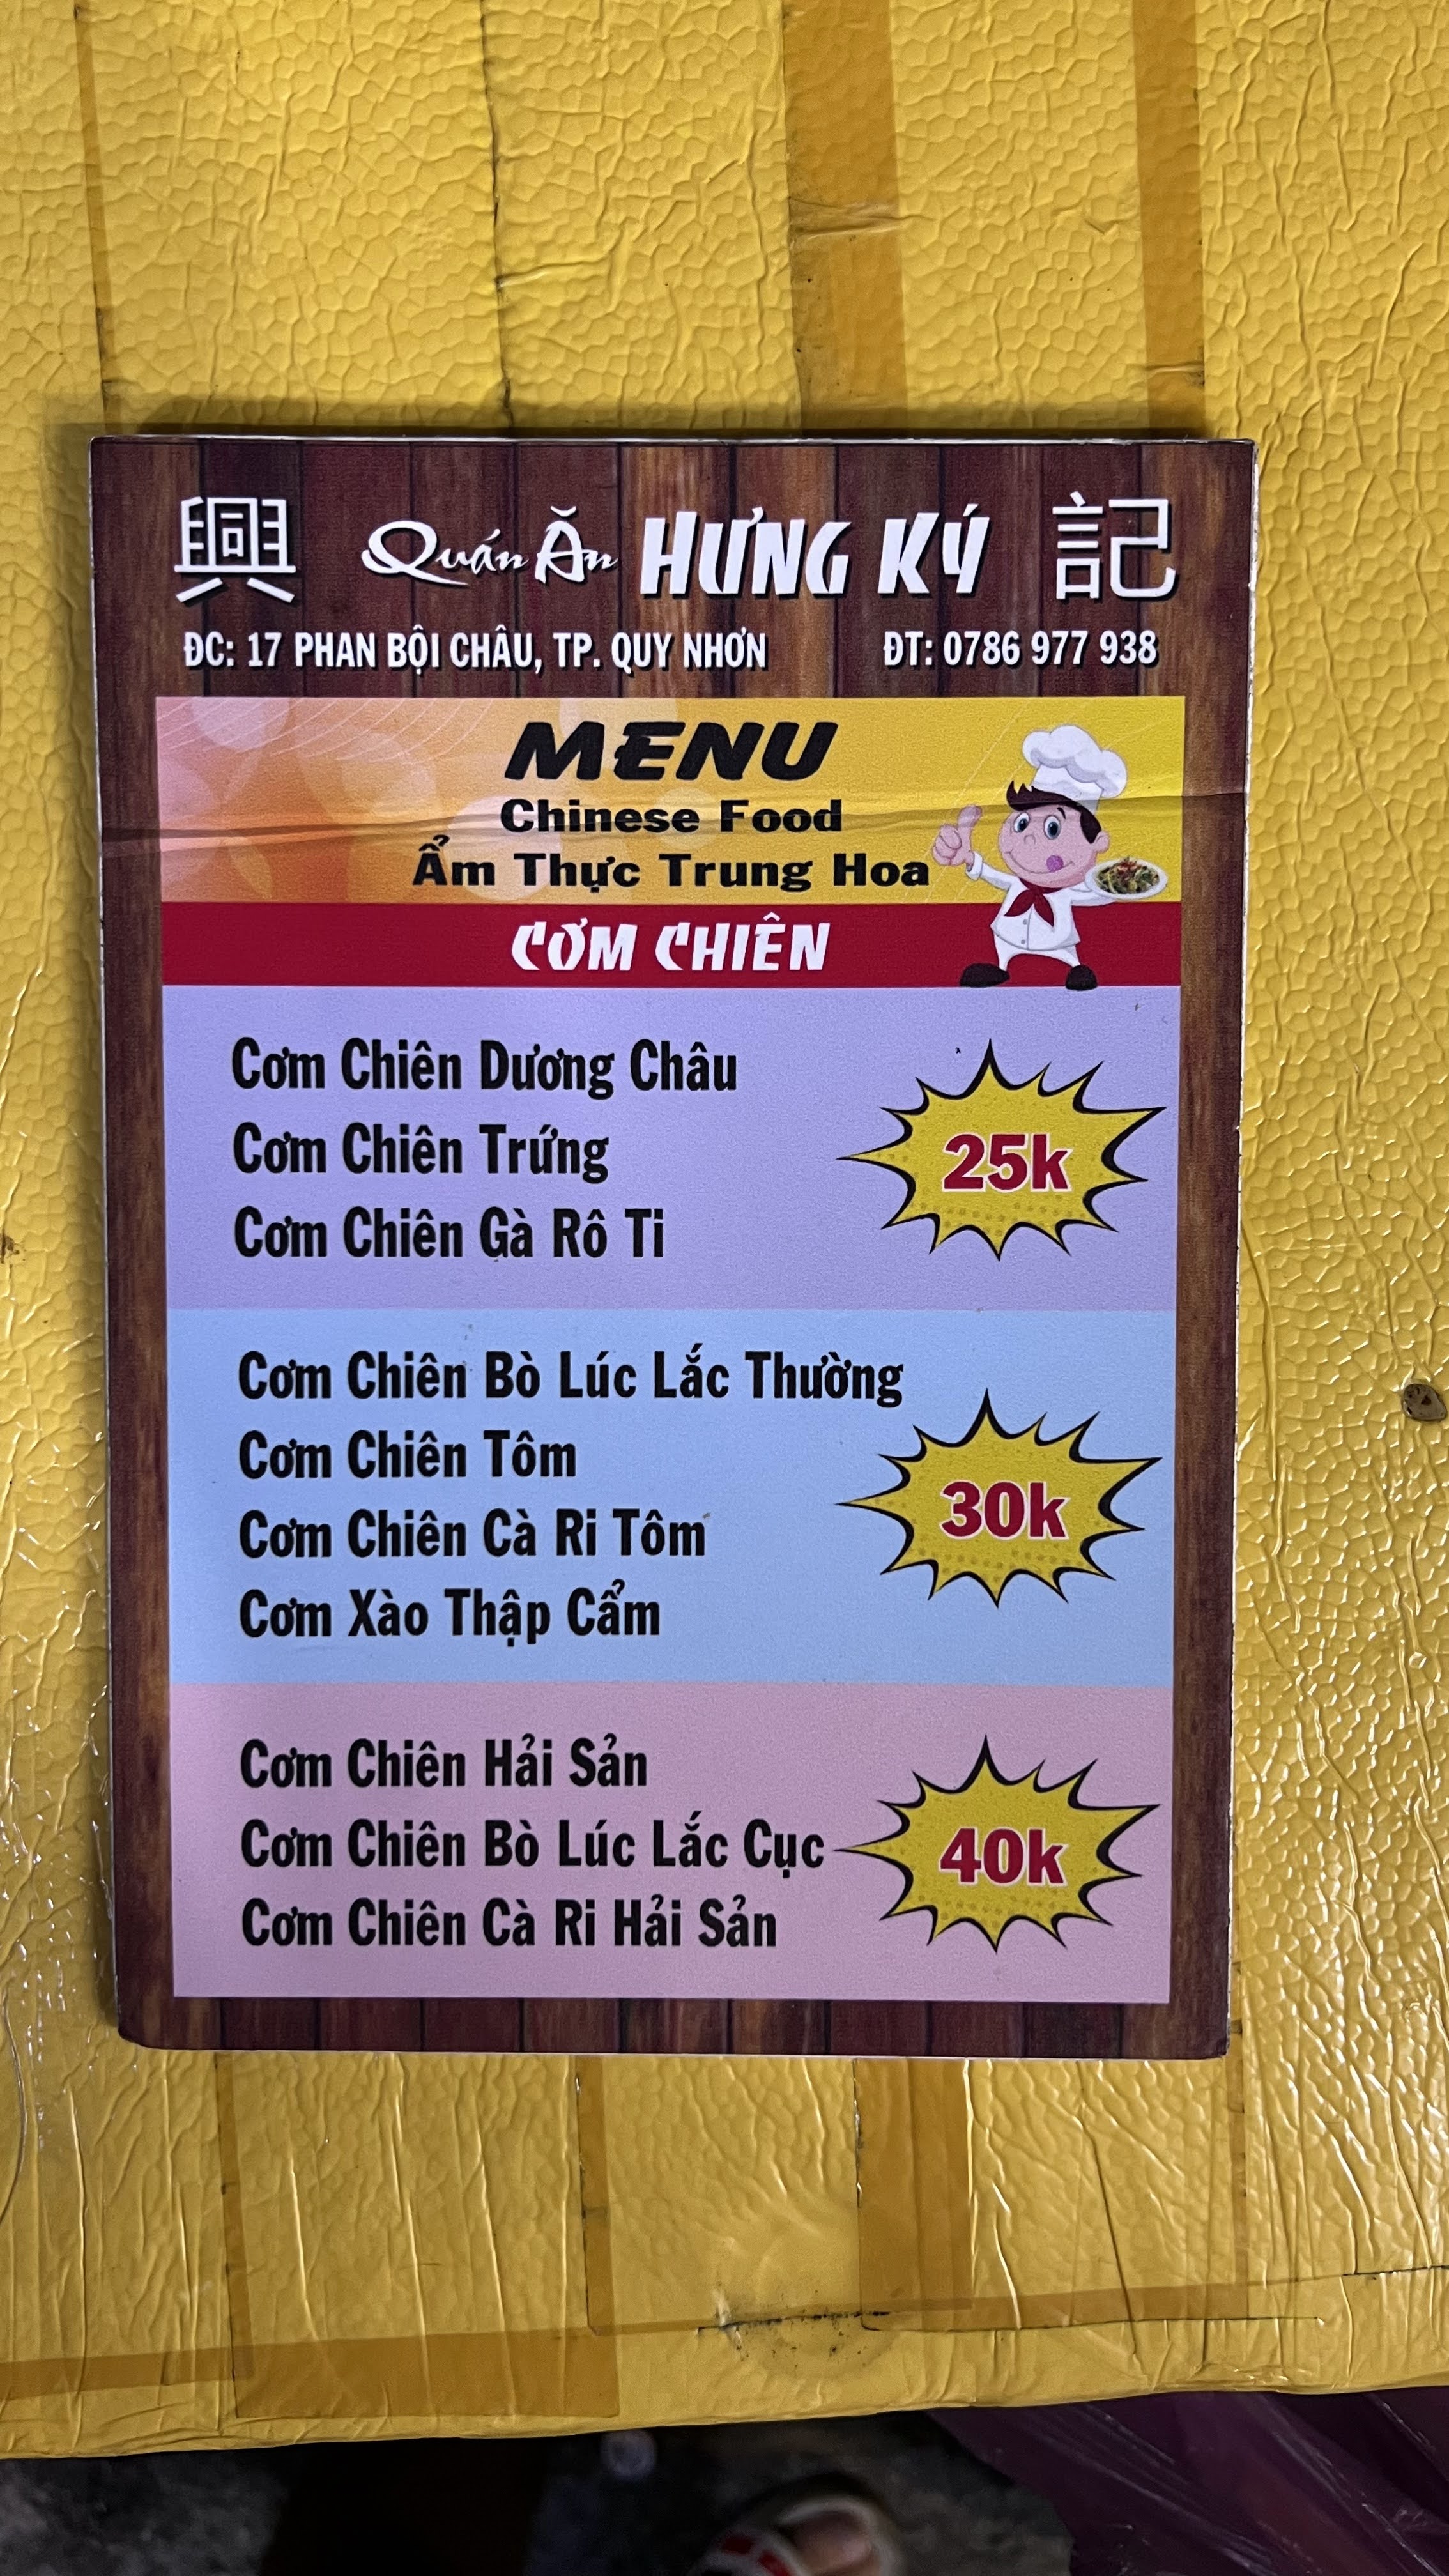 興 Quán Ăn HƯNG KÝ 記
ĐC: 17 PHAN BỘI CHÂU, TP. QUY NHƠN ĐT: 0786 977 938
MENU
Chinese Food
Ẩm Thực Trung Hoa
CƠM CHIÊN
Cơm Chiên Dương Châu
Cơm Chiên Trứng
25k
Cơm Chiên Gà Rô Ti
Cơm Chiên Bò Lúc Lắc Thường
Cơm Chiên Tôm
30k
Cơm Chiên Cà Ri Tôm
Cơm Xào Thập Cẩm
Cơm Chiên Hải Sản
Cơm Chiên Bò Lúc Lắc Cục
40k
Cơm Chiên Cà Ri Hải Sản